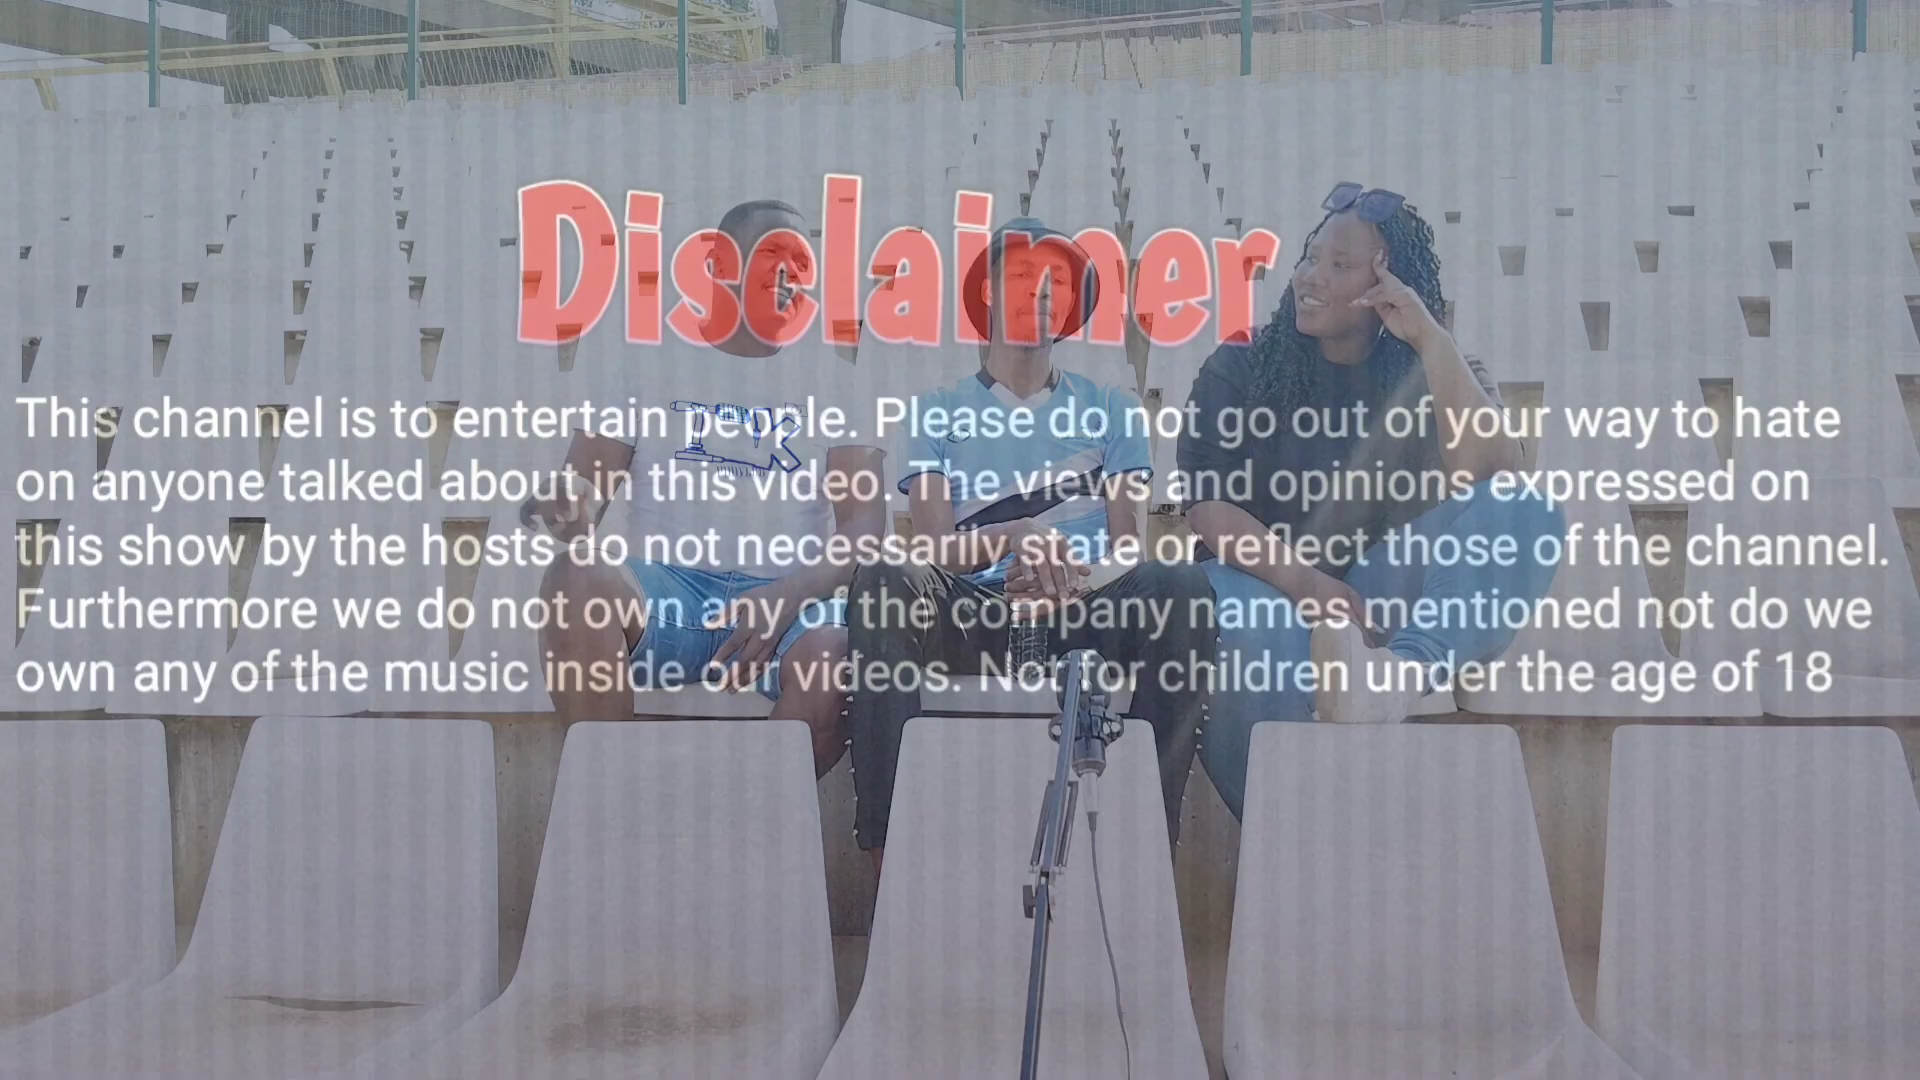 Disclaimer
This channel is to entertain people. Please do not go out of your way to hate
on anyone talked about in this video. The views and opinions expressed on
this show by the hosts do not necessarily state or reflect those of the channel.
Furthermore we do not own any of the company names mentioned not do we
own any of the music inside our videos. Not for children under the age of 18